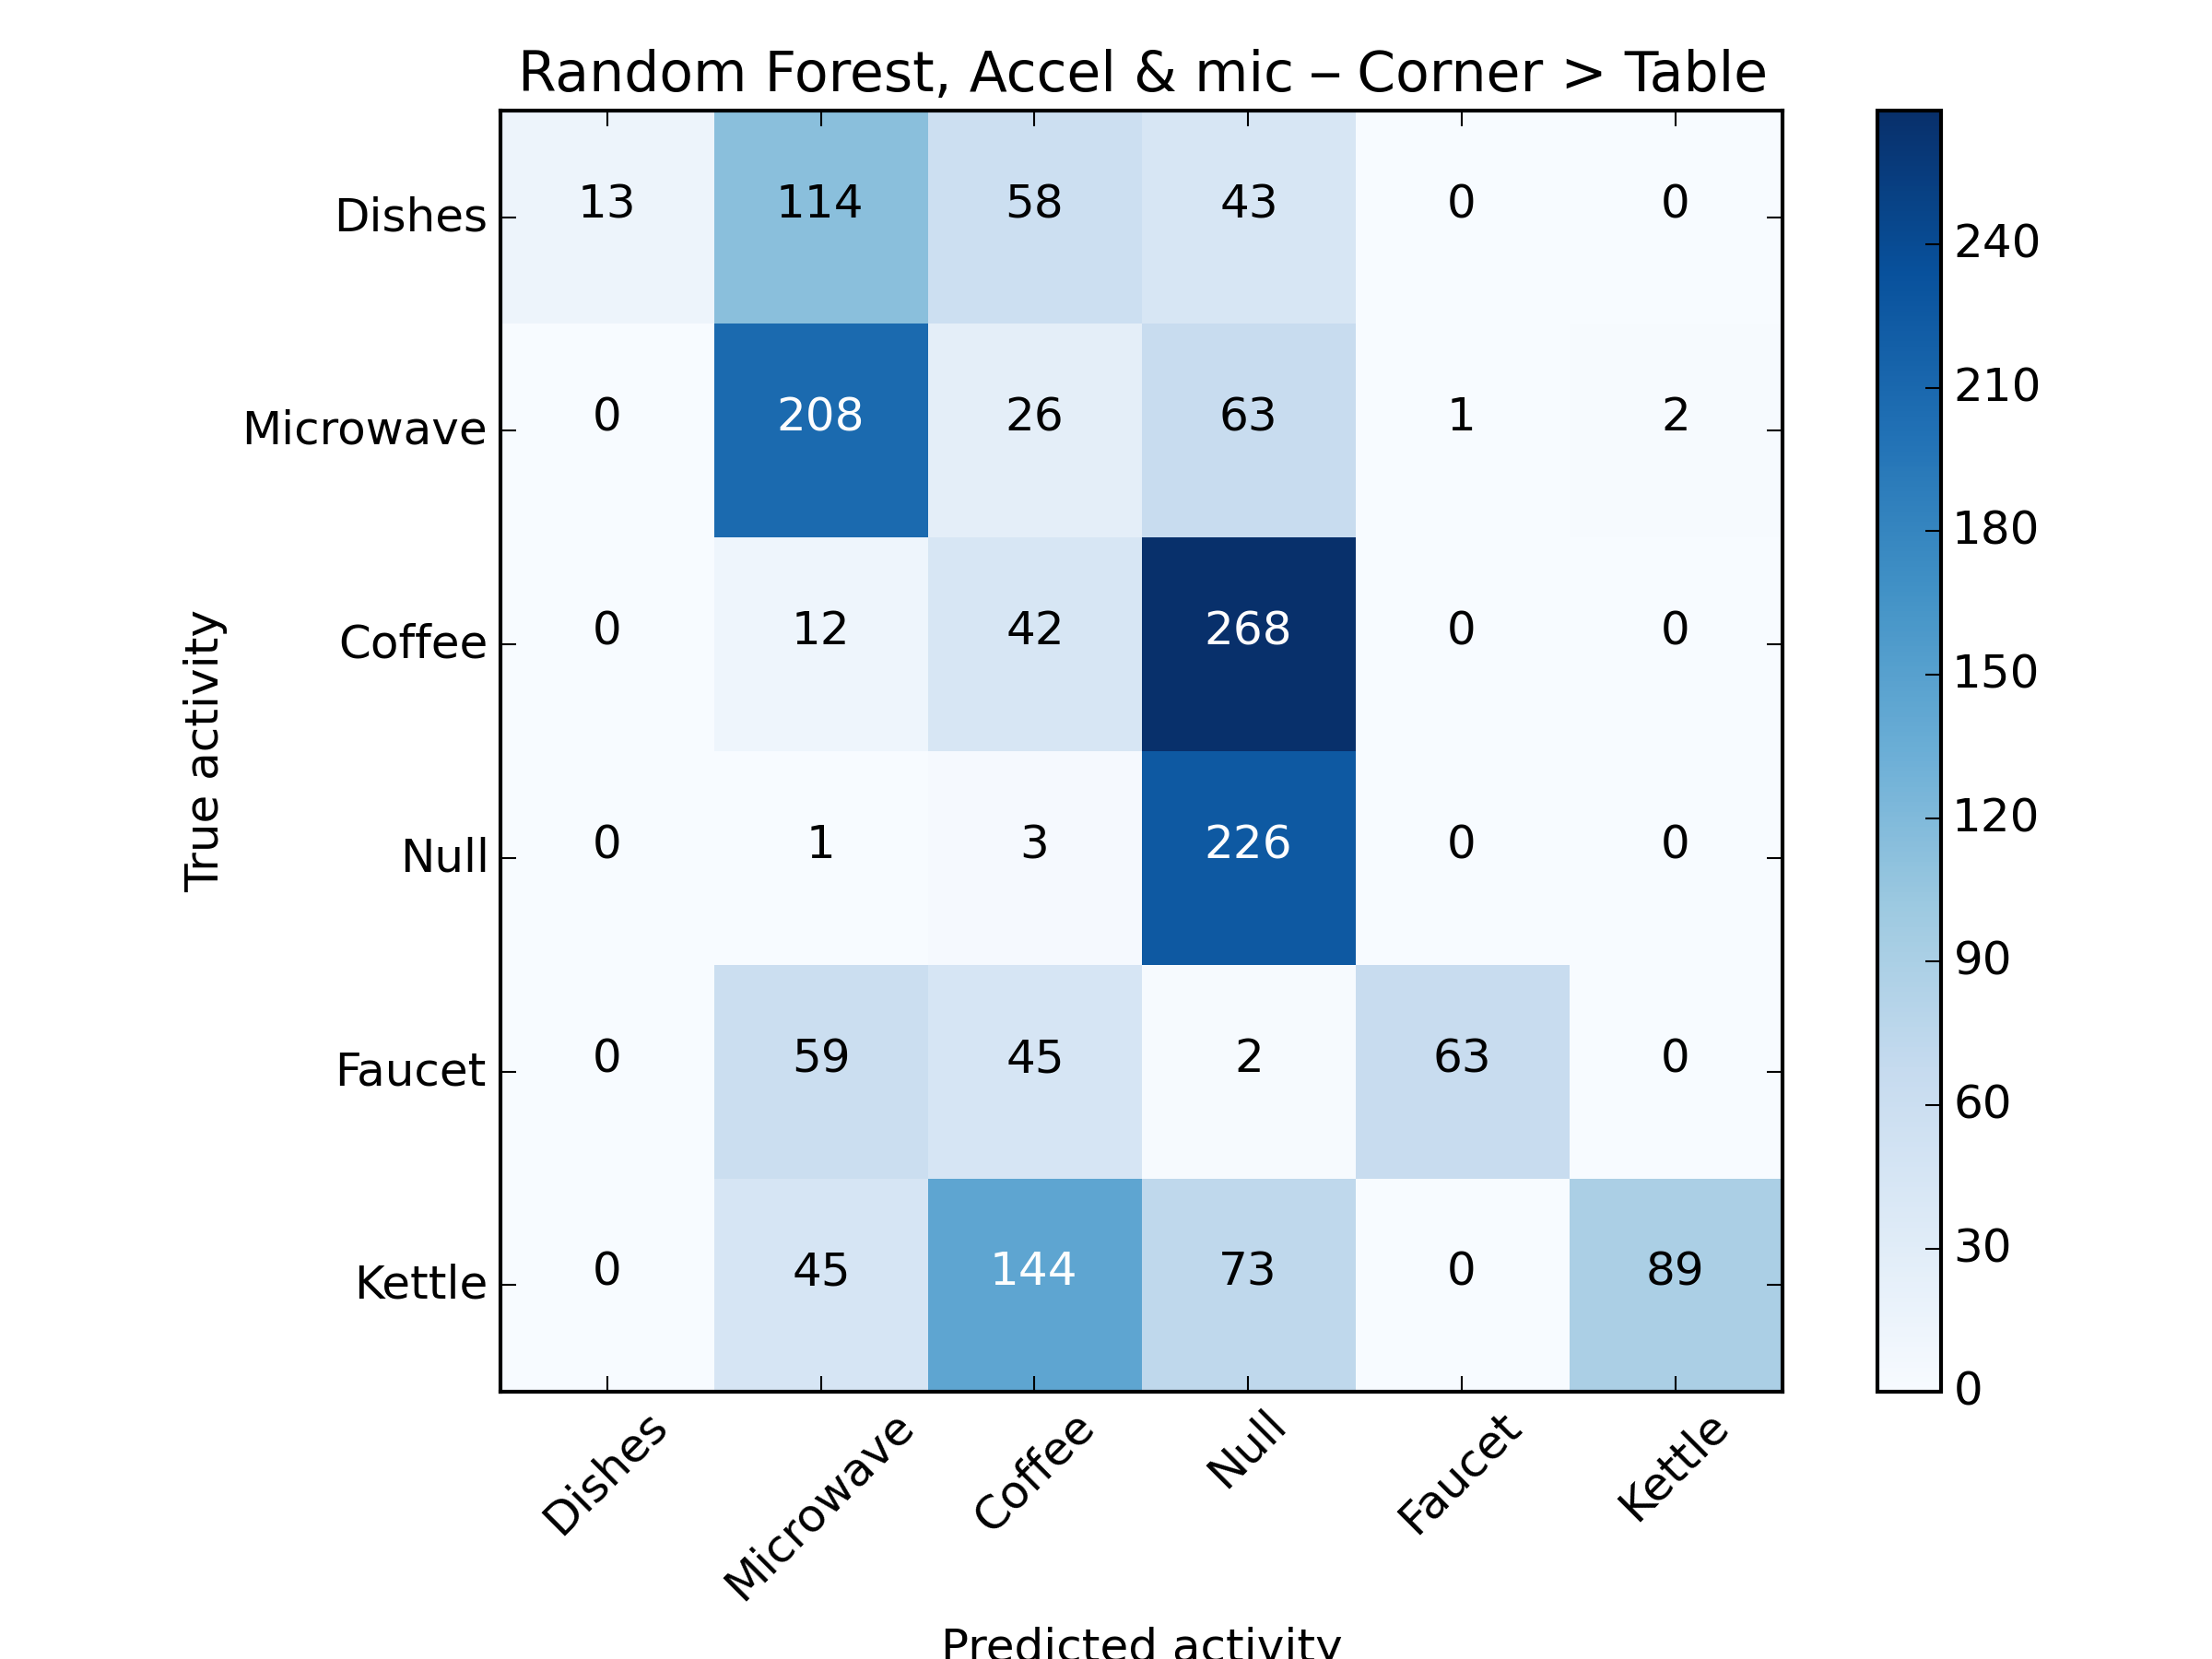 Random Forest, Accel & mic – Corner > Table
Dishes 13 114 58 43 0 0
Microwave 0 208 26 63 1 2
Coffee 0 12 42 268 0 0
Null 0 1 3 226 0 0
Faucet 0 59 45 2 63 0
Kettle 0 45 144 73 0 89
True activity
Dishes Microwave Coffee Null Faucet Kettle
Predicted activity
240
210
180
150
120
90
60
30
0